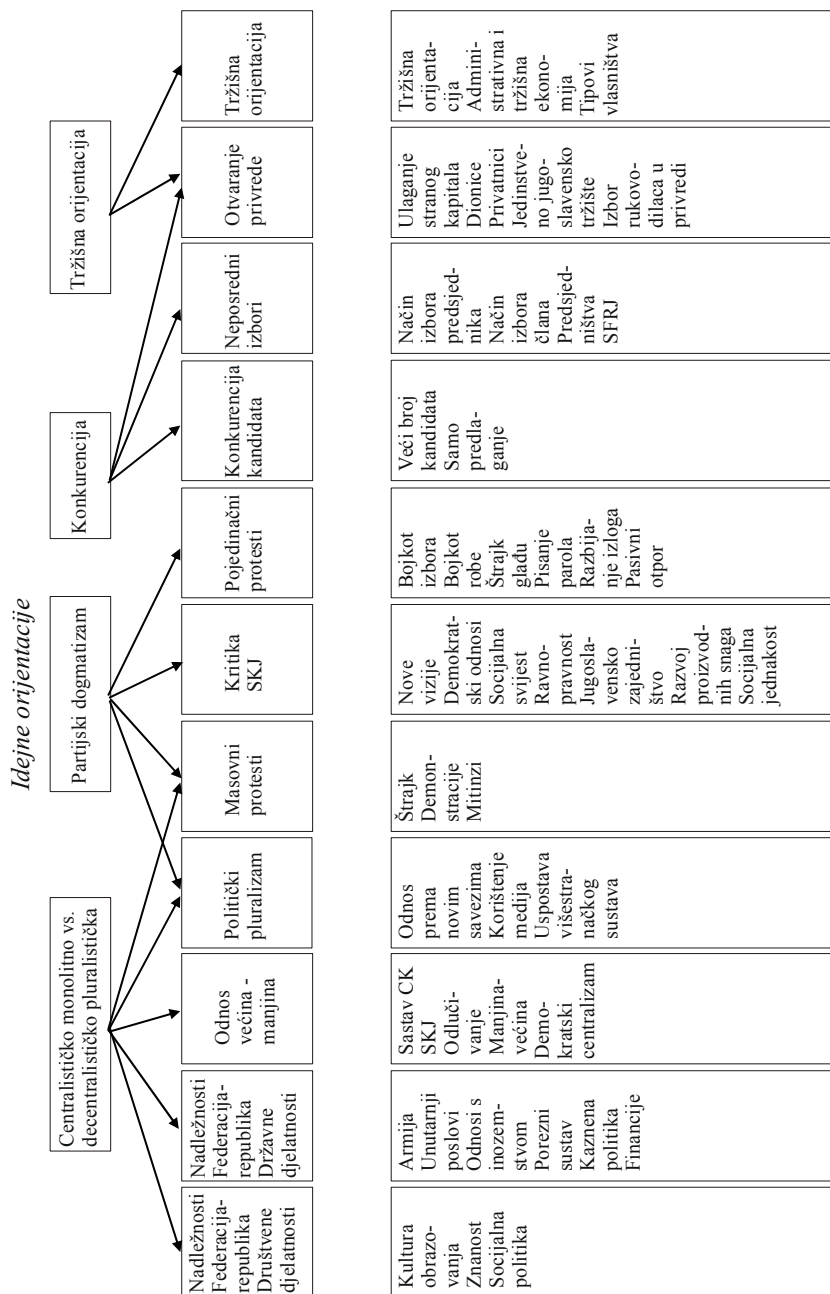 Idejne orijentacije
Centralističko monolitno vs.
decentralističko pluralistička
Partijski dogmatizam
Konkurencija
Tržišna orijentacija
Nadležnosti
Federacija-
republika
Društvene
djelatnosti
Nadležnosti
Federacija-
republika
Državne
djelatnosti
Odnos
većina -
manjina
Politički
pluralizam
Masovni
protesti
Kritika
SKJ
Pojedinačni
protesti
Konkurencija
kandidata
Neposredni
izbori
Otvaranje
privrede
Tržišna
orijentacija
Kultura
obrazo-
vanja
Znanost
Socijalna
politika
Armija
Unutarnji
poslovi
Odnosi s
inozem-
stvom
Porezni
sustav
Kaznena
politika
Financije
Sastav CK
SKJ
Odluči-
vanje
Manjina-
većina
Demo-
kratski
centralizam
Odnos
prema
novim
savezima
Korištenje
medija
Uspostava
višestra-
načkog
sustava
Štrajk
Demon-
stracije
Mitinzi
Nove
vizije
Demokrat-
ski odnosi
Socijalna
svijest
Ravno-
pravnost
Jugosla-
vensko
zajedni-
štvo
Razvoj
proizvod-
nih snaga
Socijalna
jednakost
Bojkot
izbora
Bojkot
robe
Štrajk
glađu
Pisanje
parola
Razbija-
nje izloga
Pasivni
otpor
Veći broj
kandidata
Samo
predla-
ganje
Način
izbora
predsjed-
nika
Način
izbora
člana
Predsjed-
ništva
SFRJ
Ulaganje
stranog
kapitala
Dionice
Privatnici
Jedinstve-
no jugo-
slavensko
tržište
Izbor
rukovo-
dilaca u
privredi
Tržišna
orijenta-
cija
Admini-
strativna i
tržišna
ekono-
mija
Tipovi
vlasništva